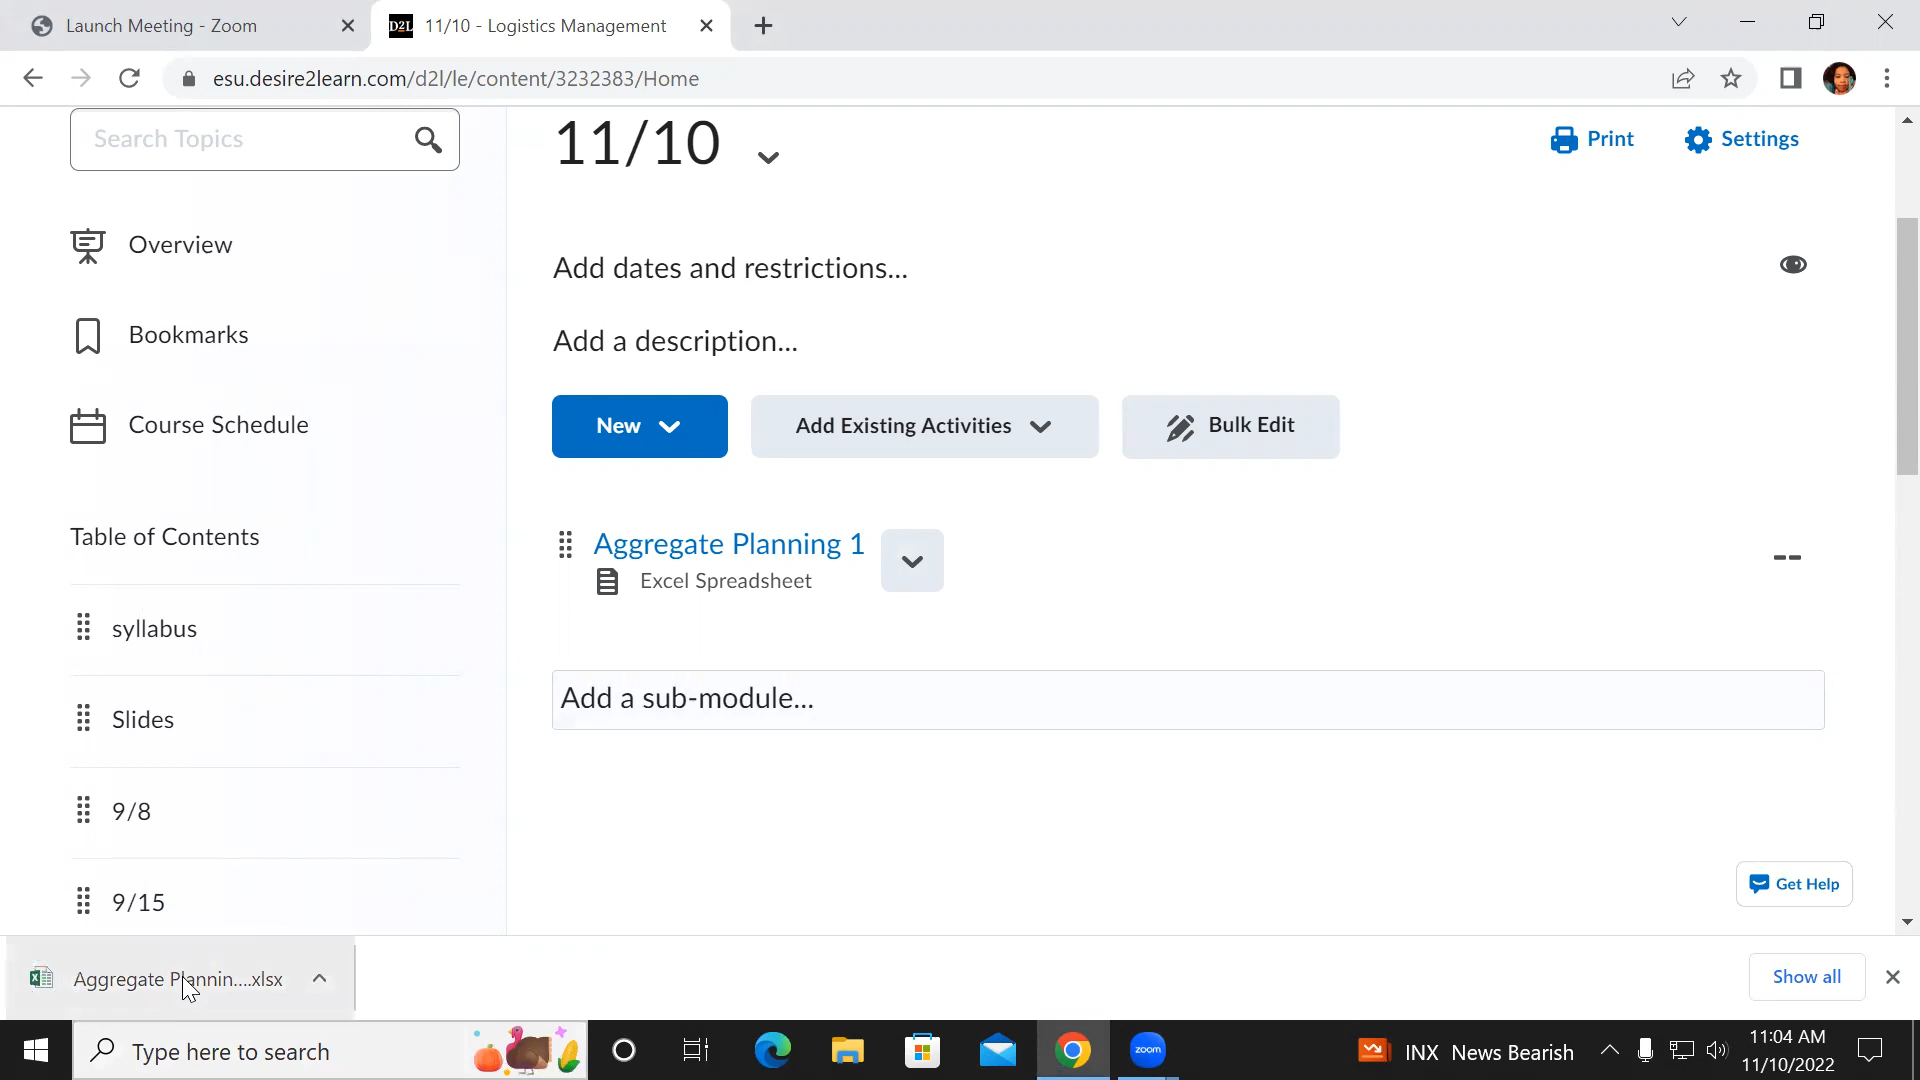 Launch Meeting - Zoom
D2L 11/10 - Logistics Management
esu.desire2learn.com/d2l/le/content/3232383/Home
Search Topics
11/10
Print
Settings
Overview
Add dates and restrictions...
Bookmarks
Add a description...
Course Schedule
New
Add Existing Activities
Bulk Edit
Table of Contents
Aggregate Planning 1
Excel Spreadsheet
syllabus
Add a sub-module...
Slides
9/8
Get Help
9/15
Aggregate Plannin....xlsx
Show all
Type here to search
zoom
INX News Bearish
11:04 AM
11/10/2022